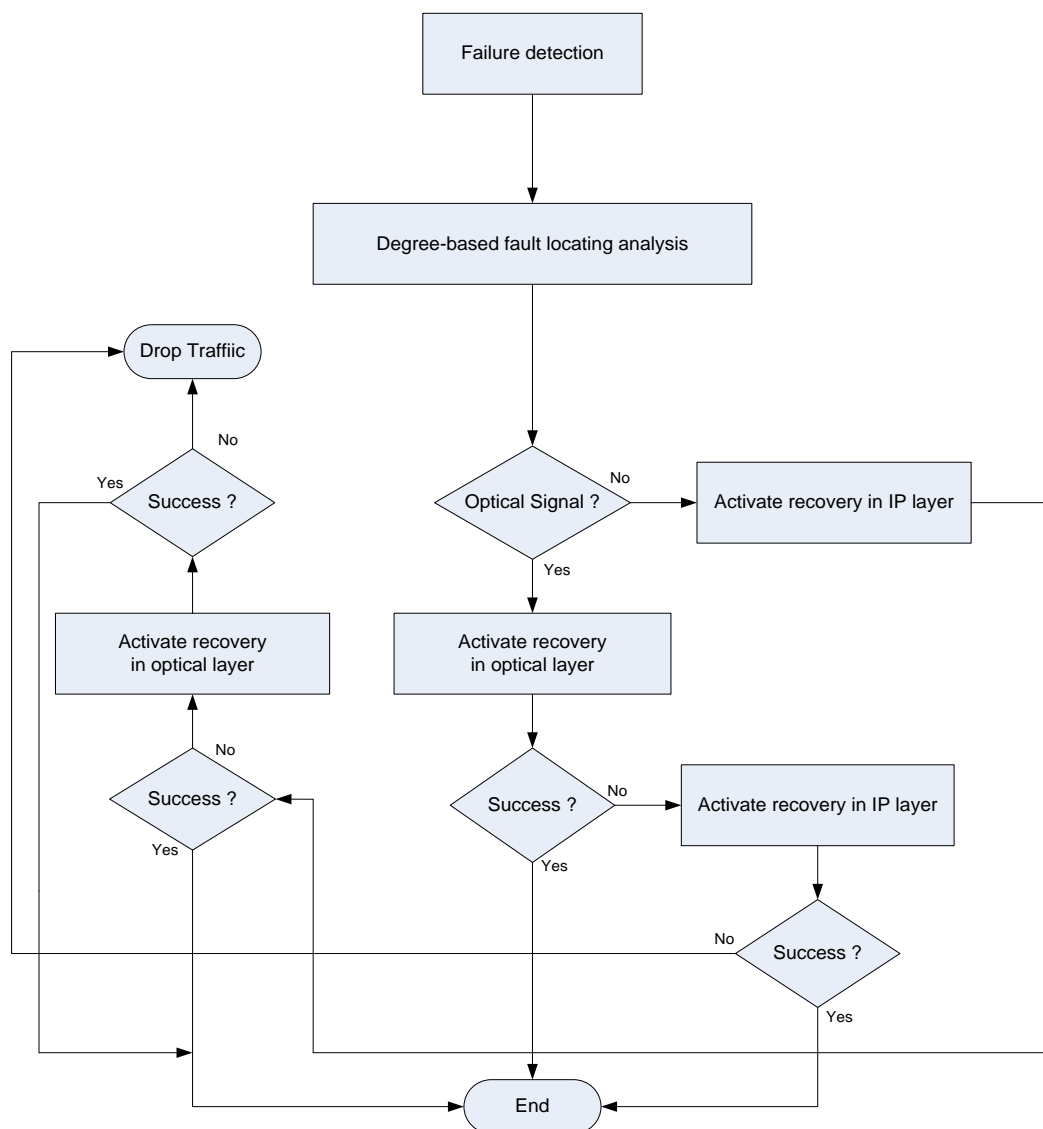 Failure detection
Degree-based fault locating analysis
Drop Traffiic
No
Yes
Success ?
Optical Signal ?
No
Activate recovery in IP layer
Yes
Activate recovery
in optical layer
Activate recovery
in optical layer
No
Success ?
Yes
Success ?
No
Activate recovery in IP layer
Yes
No
Success ?
Yes
End